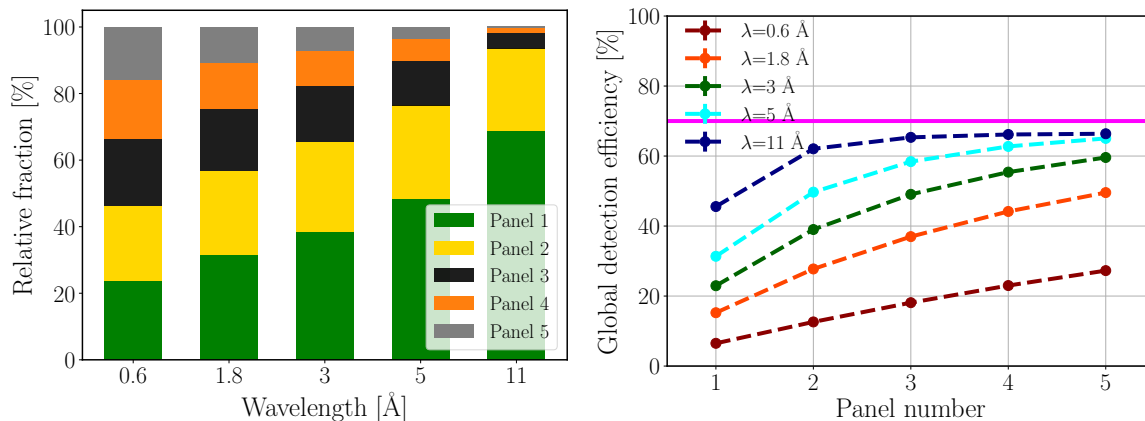 Relative fraction [%]
100
80
60
40
20
0
Panel 1
Panel 2
Panel 3
Panel 4
Panel 5
0.6 1.8 3 5 11
Wavelength [Å]
Global detection efficiency [%]
100
80
60
40
20
0
λ=0.6 Å
λ=1.8 Å
λ=3 Å
λ=5 Å
λ=11 Å
1 2 3 4 5
Panel number